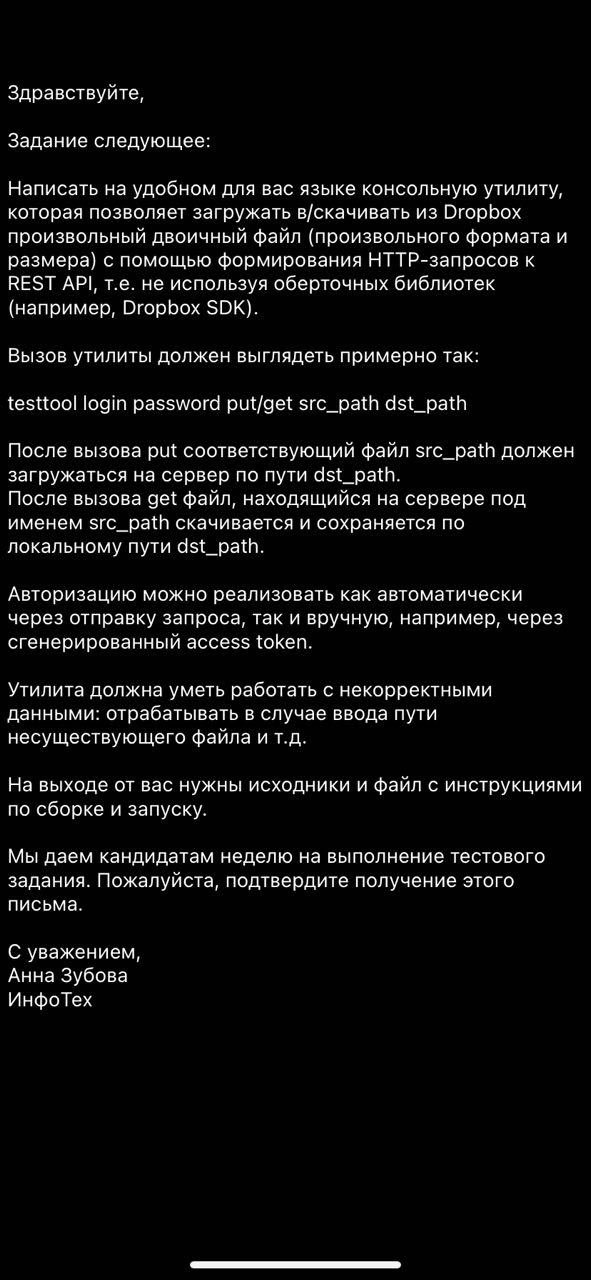 Здравствуйте,
Задание следующее:
Написать на удобном для вас языке консольную утилиту,
которая позволяет загружать в/скачивать из Dropbox
произвольный двоичный файл (произвольного формата и
размера) с помощью формирования HTTP-запросов к
REST API, т.е. не используя оберточных библиотек
(например, Dropbox SDK).
Вызов утилиты должен выглядеть примерно так:
testtool login password put/get src_path dst_path
После вызова put соответствующий файл src_path должен
загружаться на сервер по пути dst_path.
После вызова get файл, находящийся на сервере под
именем src_path скачивается и сохраняется по
локальному пути dst_path.
Авторизацию можно реализовать как автоматически
через отправку запроса, так и вручную, например, через
сгенерированный access token.
Утилита должна уметь работать с некорректными
данными: отрабатывать в случае ввода пути
несуществующего файла и т.д.
На выходе от вас нужны исходники и файл с инструкциями
по сборке и запуску.
Мы даем кандидатам неделю на выполнение тестового
задания. Пожалуйста, подтвердите получение этого
письма.
С уважением,
Анна Зубова
ИнфоТех